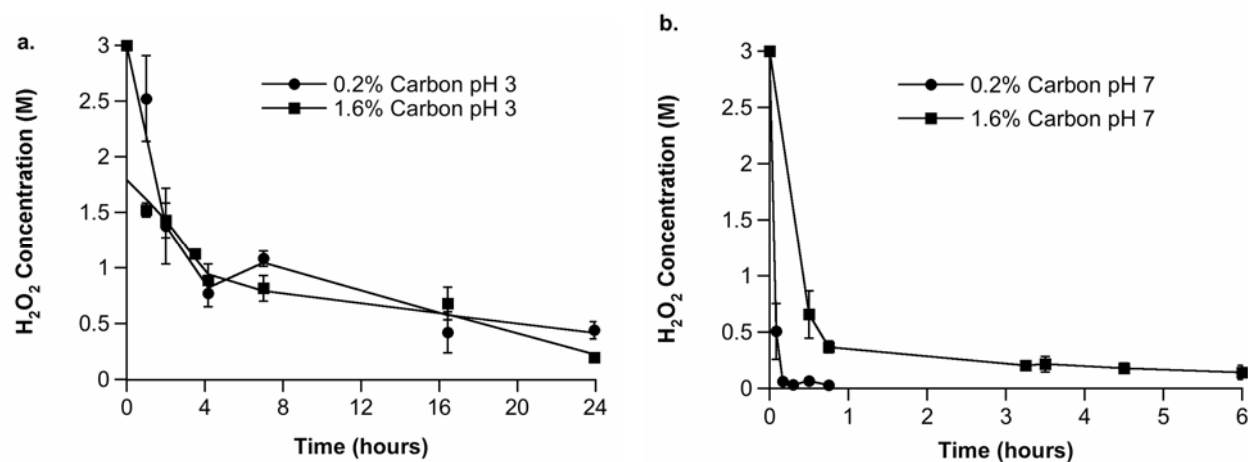 a.
H₂O₂ Concentration (M)
3
2.5
2
1.5
1
0.5
0
0 4 8 12 16 20 24
Time (hours)
0.2% Carbon pH 3
1.6% Carbon pH 3
b.
H₂O₂ Concentration (M)
3
2.5
2
1.5
1
0.5
0
0 1 2 3 4 5 6
Time (hours)
0.2% Carbon pH 7
1.6% Carbon pH 7